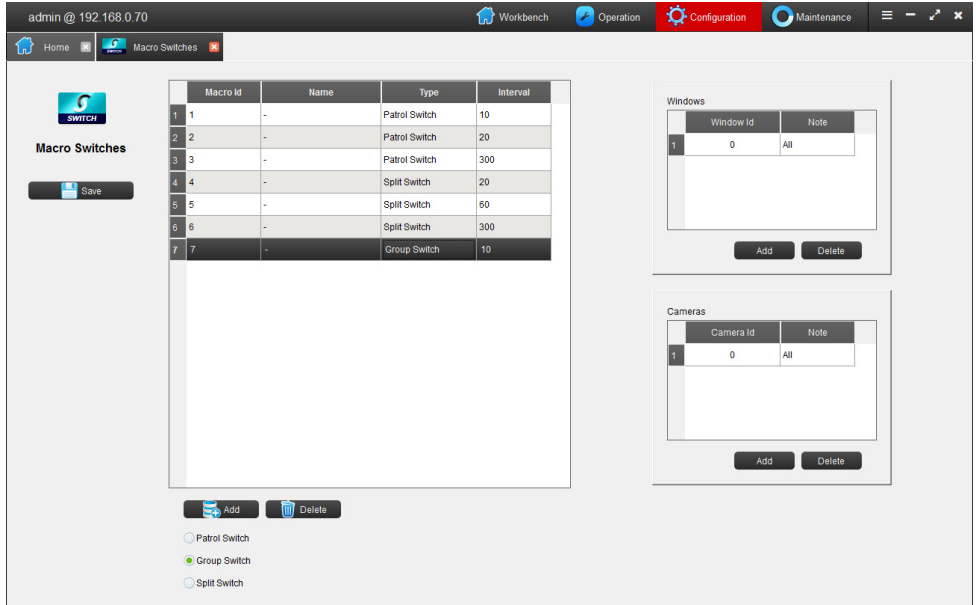 admin @ 192.168.0.70
Workbench
Operation
Configuration
Maintenance
Home
SWITCH
Macro Switches
SWITCH
Macro Switches
Save
Macro Id Name Type Interval
1 1 - Patrol Switch 10
2 2 - Patrol Switch 20
3 3 - Patrol Switch 300
4 4 - Split Switch 20
5 5 - Split Switch 60
6 6 - Split Switch 300
7 7 - Group Switch 10
Add
Delete
Patrol Switch
Group Switch
Split Switch
Windows
Window Id Note
1 0 All
Add
Delete
Cameras
Camera Id Note
1 0 All
Add
Delete